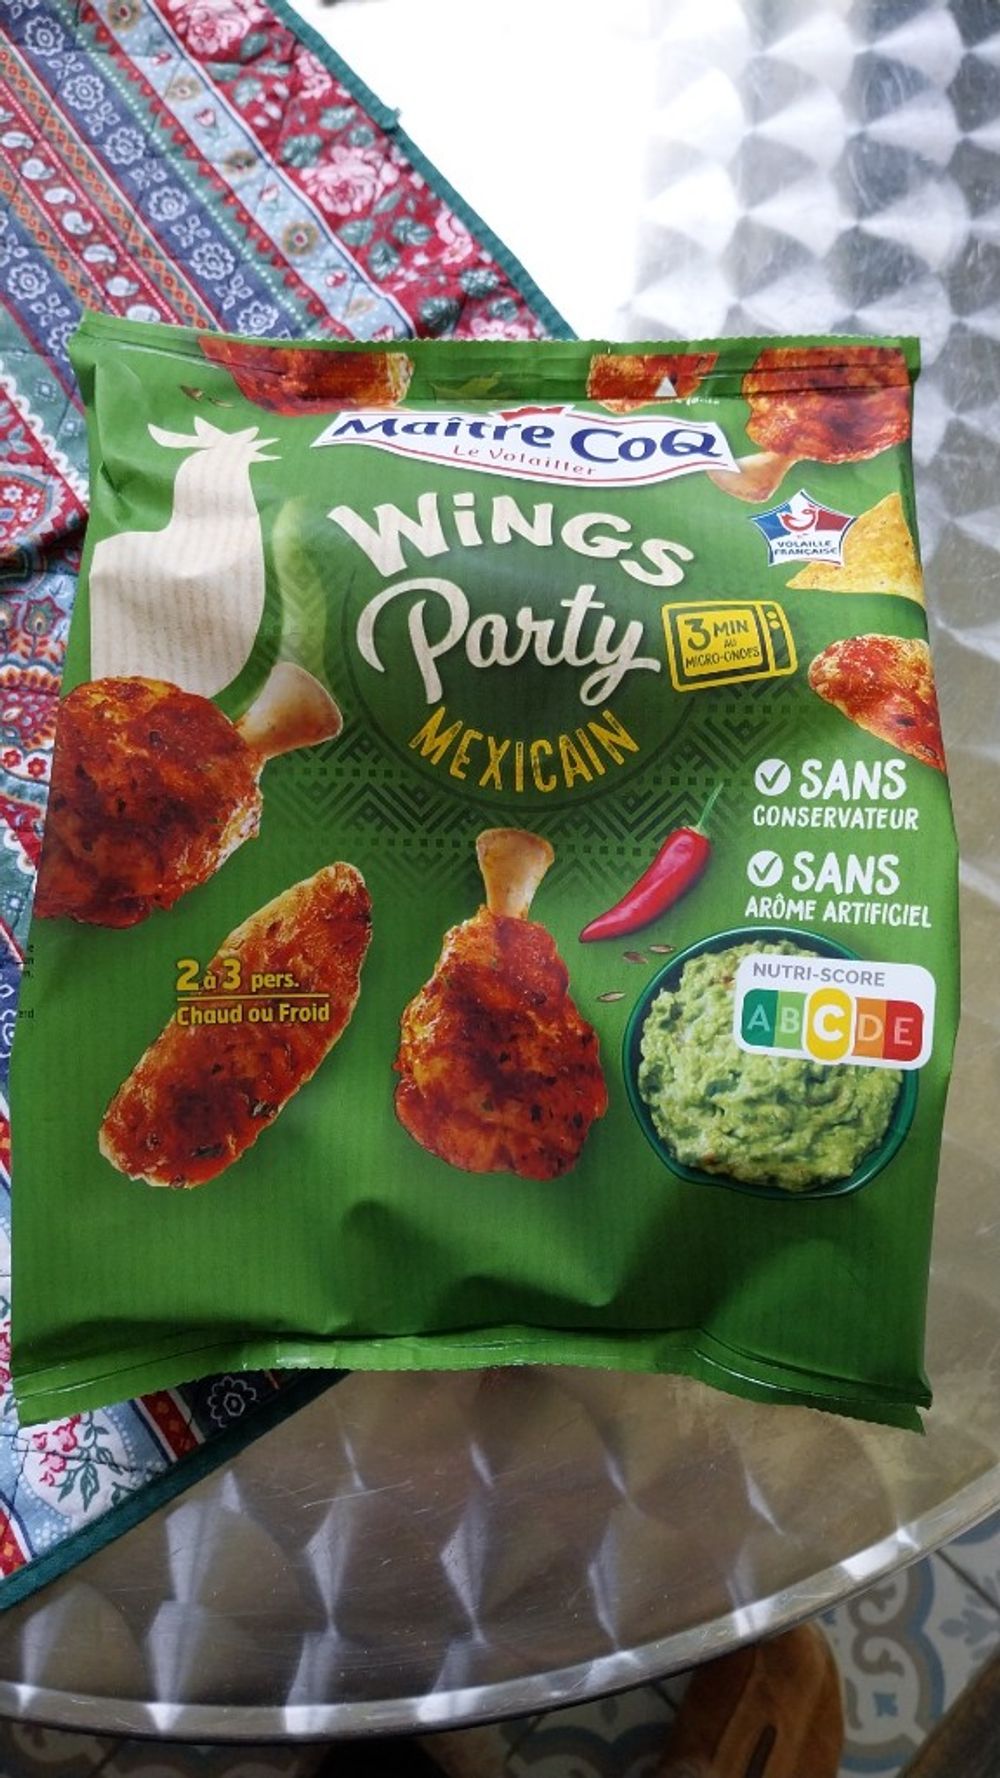 Maître CoQ
Le Volailler
WiNGS
Party
MEXICAIN
VOLAILLE
FRANÇAISE
3 MIN
AU
MICRO-ONDES
SANS
CONSERVATEUR
SANS
ARÔME ARTIFICIEL
2 à 3 pers.
Chaud ou Froid
NUTRI-SCORE
A B C D E